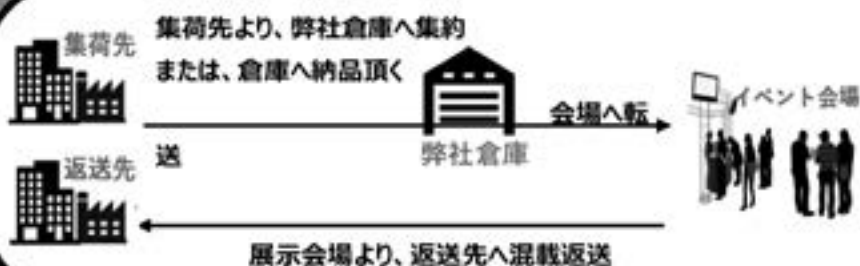 集荷先より、弊社倉庫へ集約
集荷先
または、倉庫へ納品頂く
イベント会場
会場へ転
送
弊社倉庫
返送先
展示会場より、返送先へ混載返送